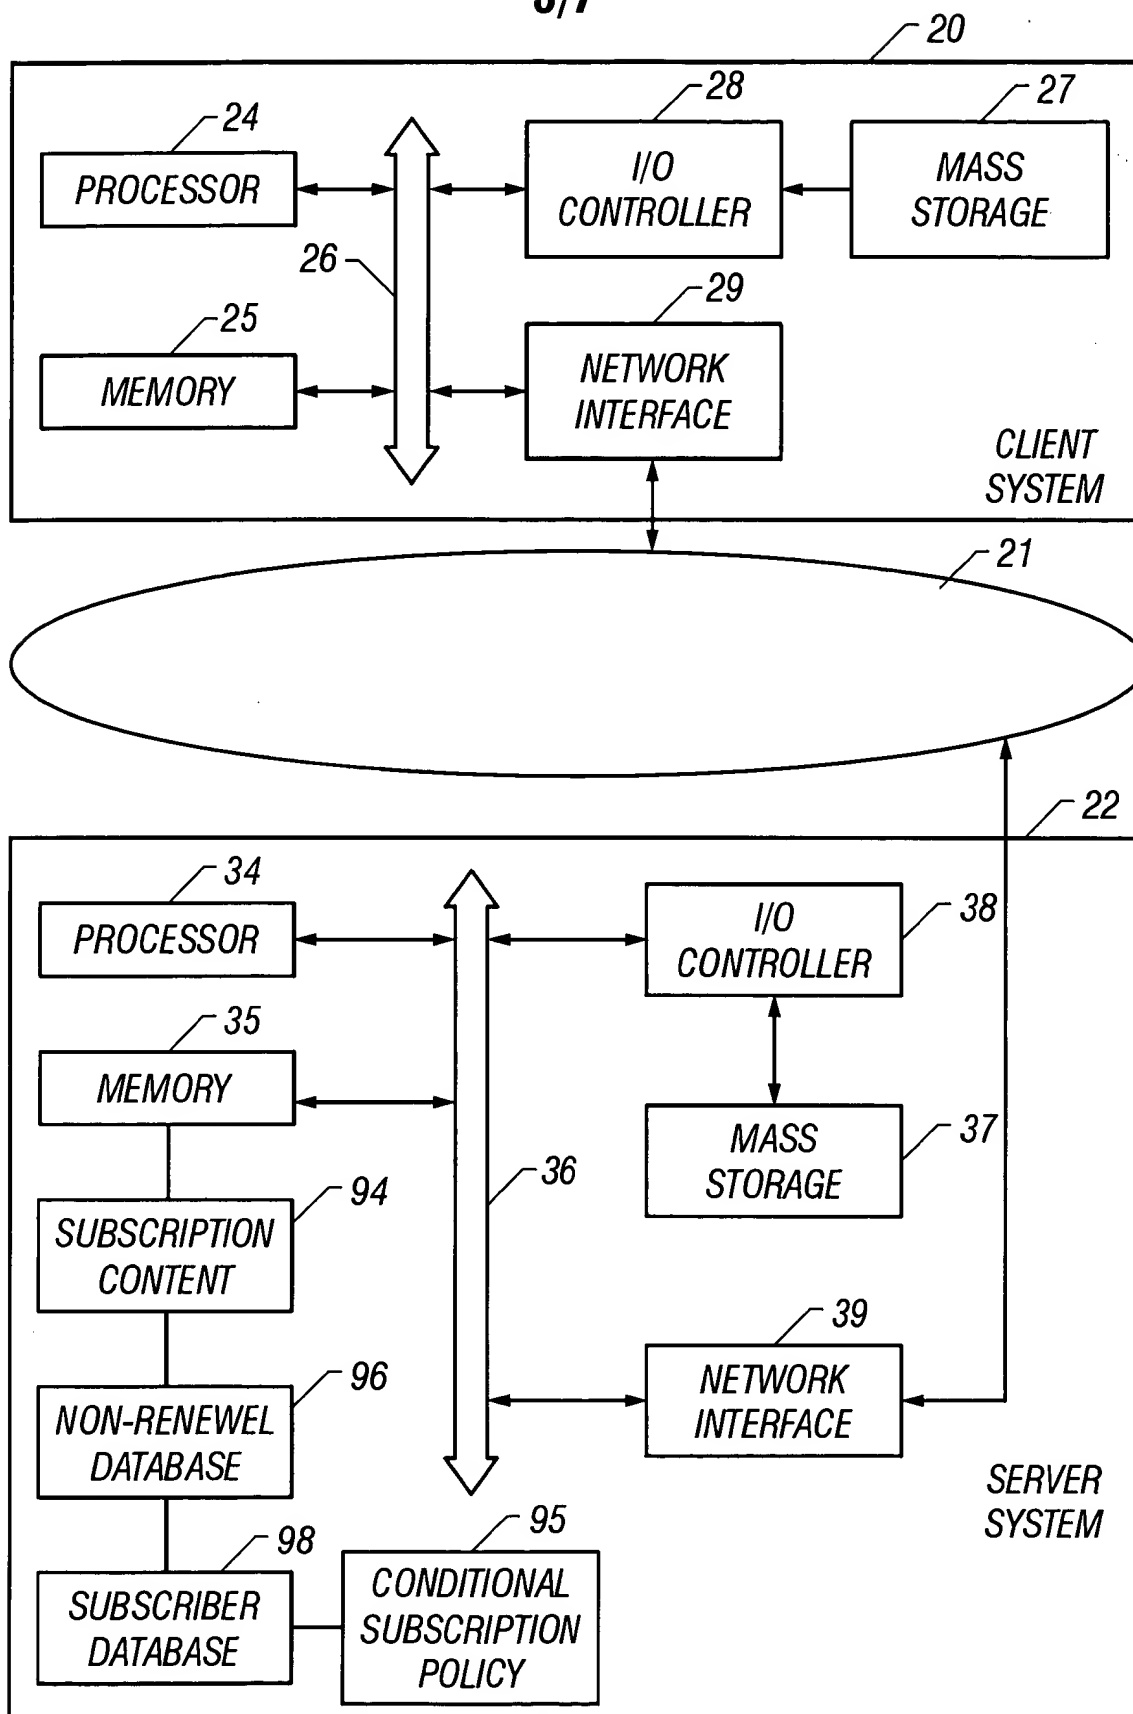 20
24
28
27
PROCESSOR
I/O
CONTROLLER
MASS
STORAGE
26
25
29
MEMORY
NETWORK
INTERFACE
CLIENT
SYSTEM
21
22
34
38
PROCESSOR
I/O
CONTROLLER
35
MEMORY
37
MASS
STORAGE
36
94
SUBSCRIPTION
CONTENT
39
96
NETWORK
INTERFACE
NON-RENEWEL
DATABASE
SERVER
SYSTEM
98
95
SUBSCRIBER
DATABASE
CONDITIONAL
SUBSCRIPTION
POLICY